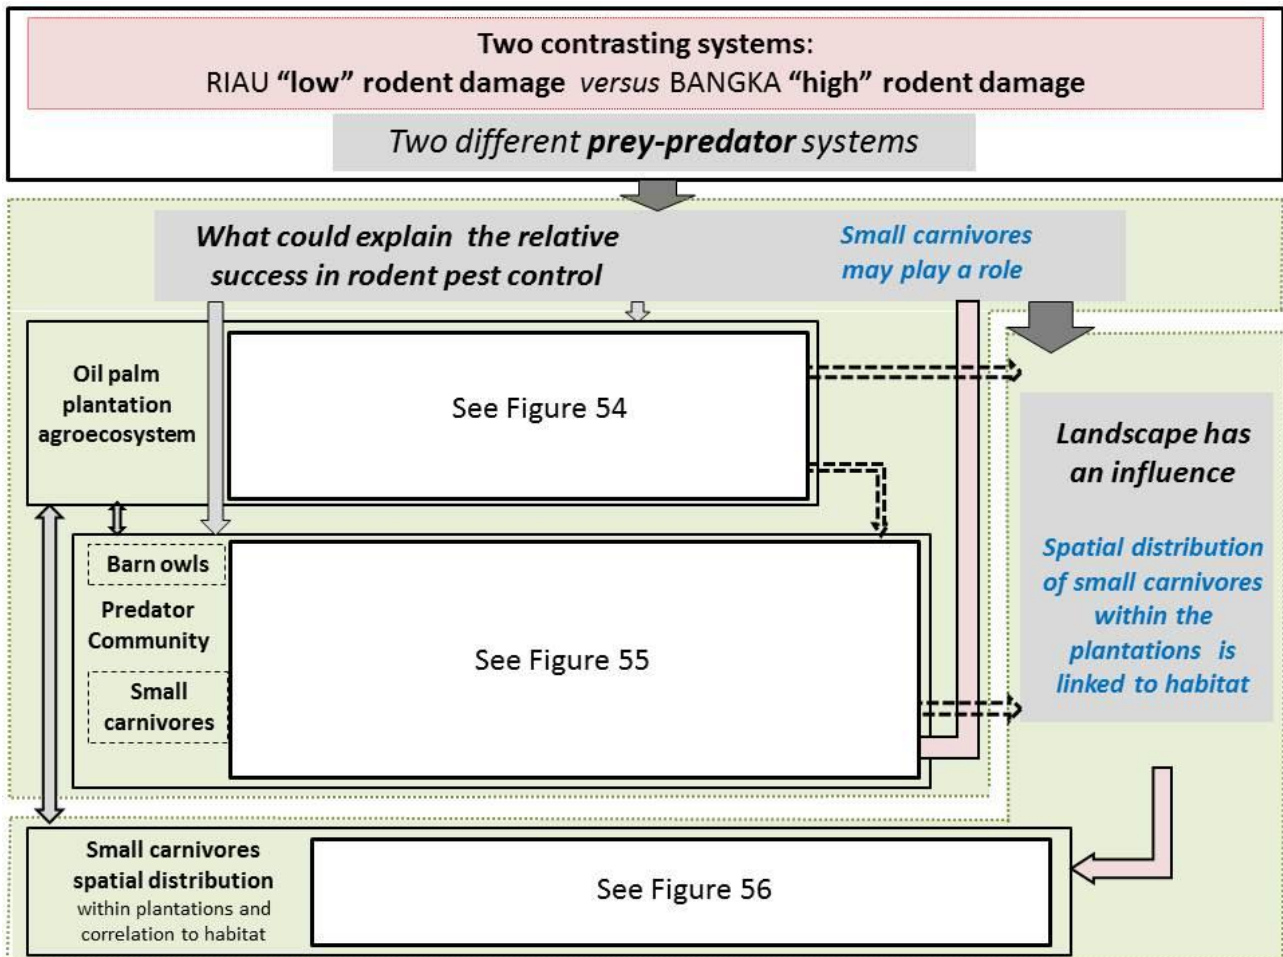 Two contrasting systems:
RIAU “low” rodent damage versus BANGKA “high” rodent damage
Two different prey-predator systems
What could explain the relative
success in rodent pest control
Small carnivores
may play a role
Oil palm
plantation
agroecosystem
See Figure 54
Landscape has
an influence
Spatial distribution
of small carnivores
within the
plantations is
linked to habitat
Barn owls
Predator
Community
Small
carnivores
See Figure 55
Small carnivores
spatial distribution
within plantations and
correlation to habitat
See Figure 56